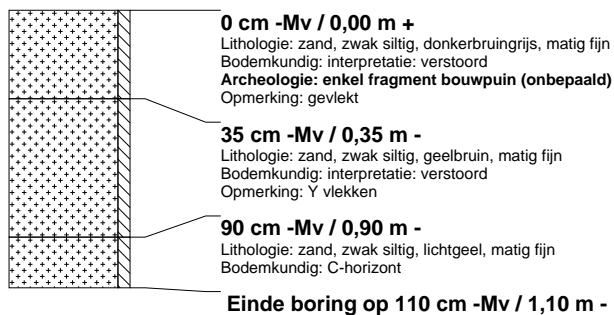 0 cm -Mv / 0,00 m +
Lithologie: zand, zwak siltig, donkerbruingrijs, matig fijn
Bodemkundig: interpretatie: verstoord
Archeologie: enkel fragment bouwpuin (onbepaald)
Opmerking: gevlekt
35 cm -Mv / 0,35 m -
Lithologie: zand, zwak siltig, geelbruin, matig fijn
Bodemkundig: interpretatie: verstoord
Opmerking: Y vlekken
90 cm -Mv / 0,90 m -
Lithologie: zand, zwak siltig, lichtgeel, matig fijn
Bodemkundig: C-horizont
Einde boring op 110 cm -Mv / 1,10 m -